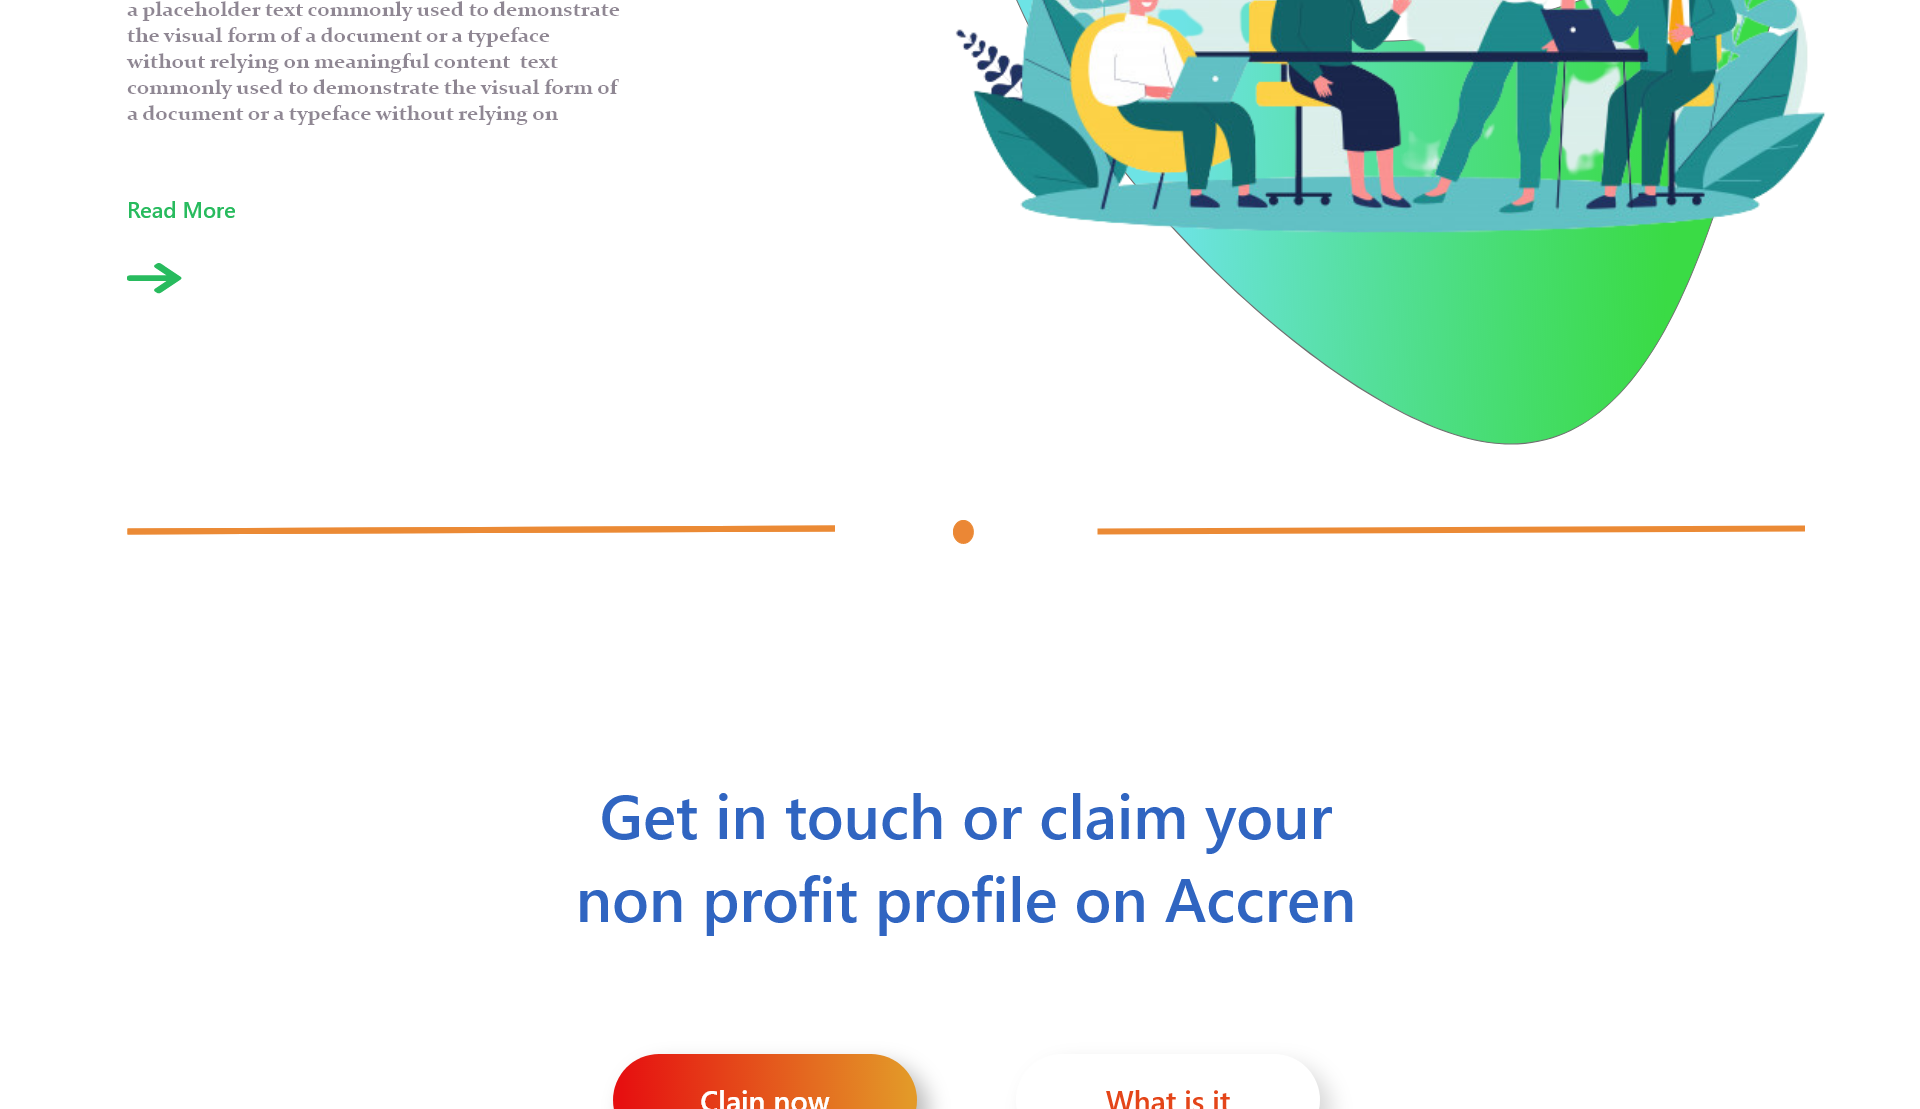 a placeholder text commonly used to demonstrate
the visual form of a document or a typeface
without relying on meaningful content  text
commonly used to demonstrate the visual form of
a document or a typeface without relying on
Read More
Get in touch or claim your
non profit profile on Accren
Clain now
What is it